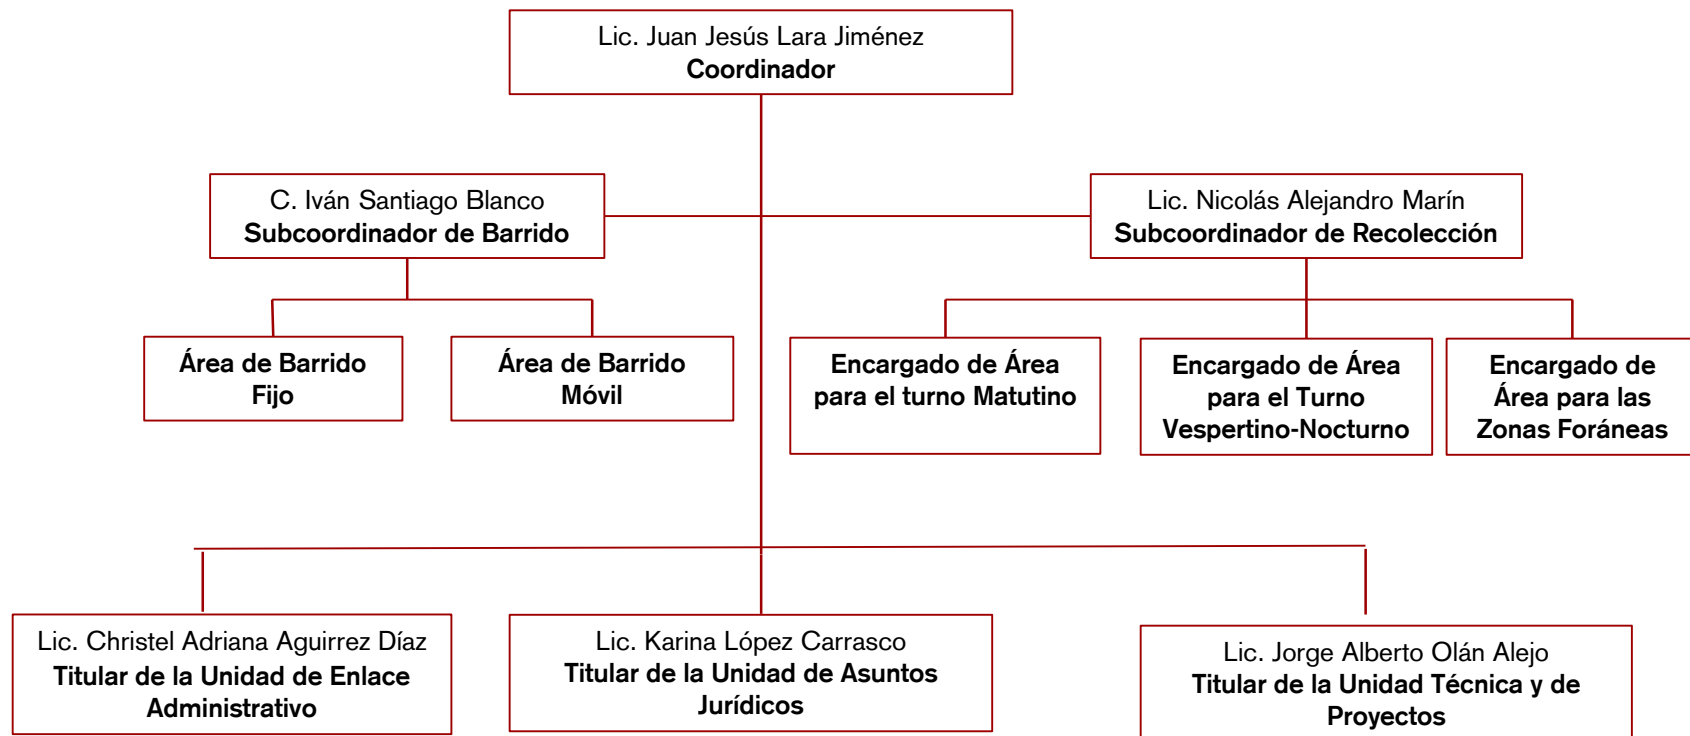 Lic. Juan Jesús Lara Jiménez
Coordinador
C. Iván Santiago Blanco
Subcoordinador de Barrido
Lic. Nicolás Alejandro Marín
Subcoordinador de Recolección
Área de Barrido
Fijo
Área de Barrido
Móvil
Encargado de Área
para el turno Matutino
Encargado de Área
para el Turno
Vespertino-Nocturno
Encargado de
Área para las
Zonas Foráneas
Lic. Christel Adriana Aguirrez Díaz
Titular de la Unidad de Enlace
Administrativo
Lic. Karina López Carrasco
Titular de la Unidad de Asuntos
Jurídicos
Lic. Jorge Alberto Olán Alejo
Titular de la Unidad Técnica y de
Proyectos